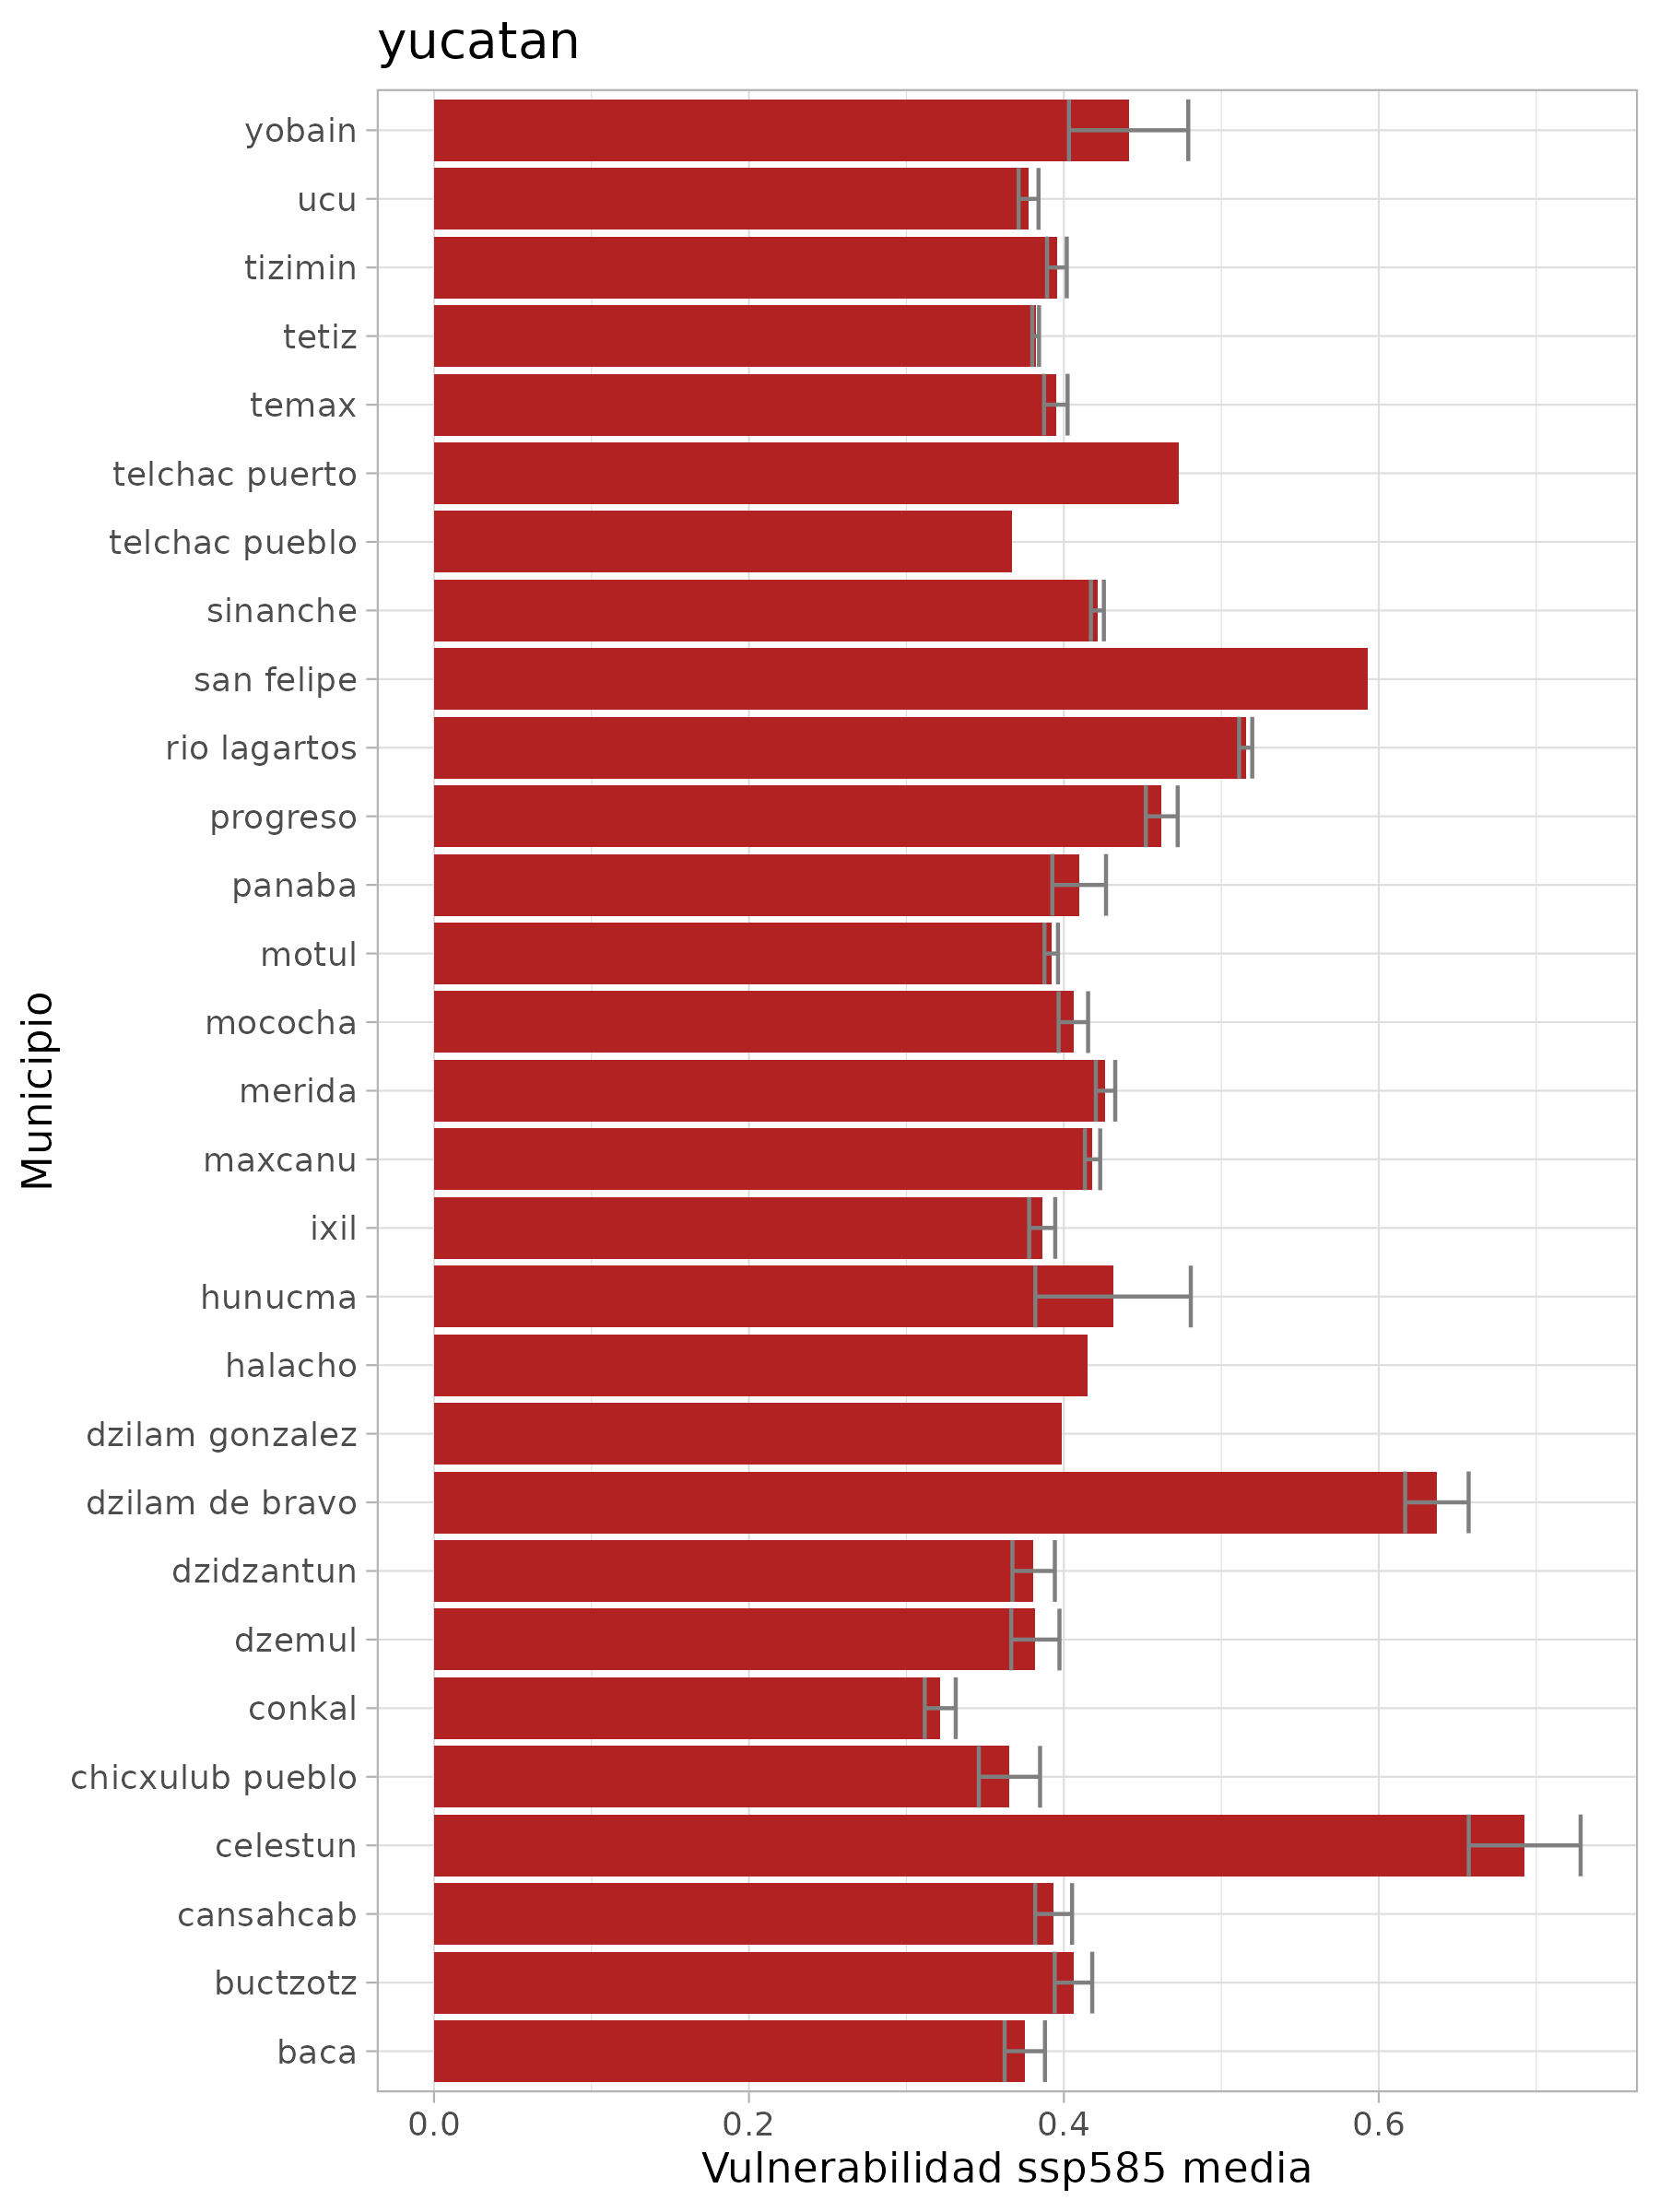 yucatan
yobain
ucu
tizimin
tetiz
temax
telchac puerto
telchac pueblo
sinanche
san felipe
rio lagartos
progreso
panaba
motul
mococha
merida
maxcanu
ixil
hunucma
halacho
dzilam gonzalez
dzilam de bravo
dzidzantun
dzemul
conkal
chicxulub pueblo
celestun
cansahcab
buctzotz
baca
Municipio
0.0 0.2 0.4 0.6
Vulnerabilidad ssp585 media